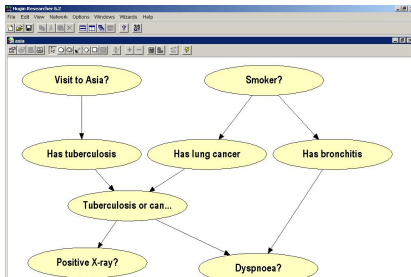 Hugin Researcher 6.2
File Edit View Network Options Windows Wizards Help
asia
Visit to Asia?
Smoker?
Has tuberculosis
Has lung cancer
Has bronchitis
Tuberculosis or can...
Positive X-ray?
Dyspnoea?